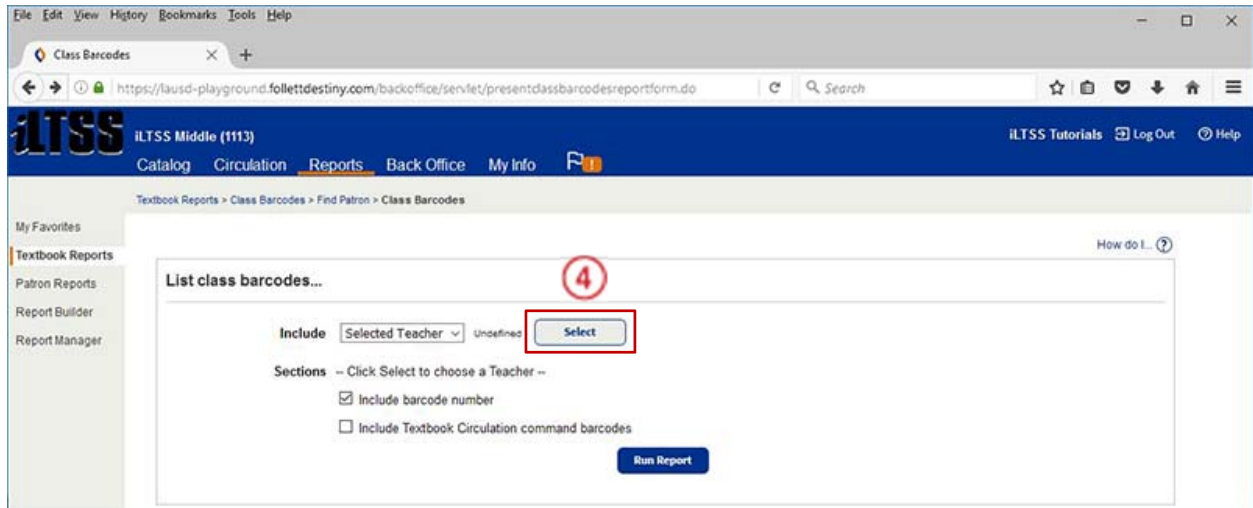 File Edit View History Bookmarks Tools Help
Class Barcodes
https://lausd-playground.follettdestiny.com/backoffice/servlet/presentclassbarcodesreportform.do Search
iLTSS iLTSS Middle (1113) iLTSS Tutorials Log Out Help
Catalog Circulation Reports Back Office My Info
Textbook Reports > Class Barcodes > Find Patron > Class Barcodes
My Favorites
How do I...
Textbook Reports
Patron Reports
Report Builder
Report Manager
List class barcodes...
4
Include Selected Teacher Undefined Select
Sections -- Click Select to choose a Teacher --
Include barcode number
Include Textbook Circulation command barcodes
Run Report